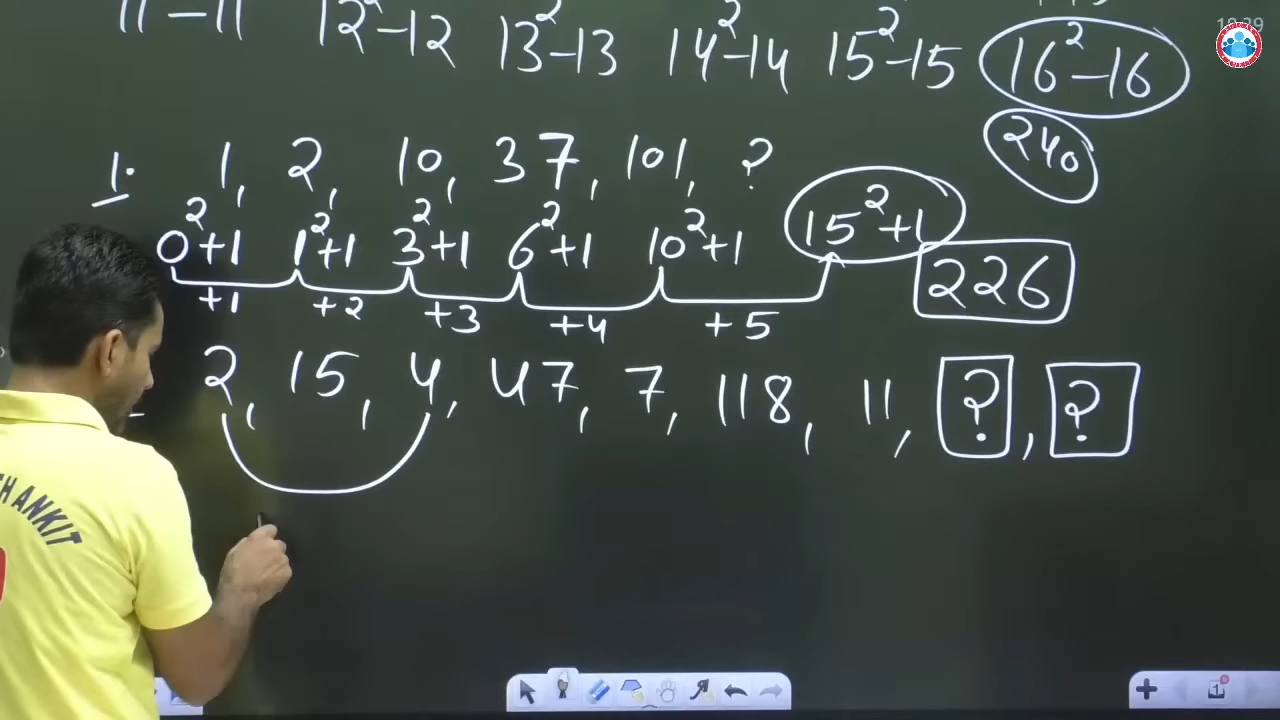 11 - 11 12² - 12 13² - 13 14² - 14 15² - 15 16² - 16
240
1. 1, 2, 10, 37, 101, ?
0² + 1 1² + 1 3² + 1 6² + 1 10² + 1 15² + 1
+1 +2 +3 +4 +5 226
2, 15, 4, 47, 7, 118, 11, ?, ?
H ANKIT
1